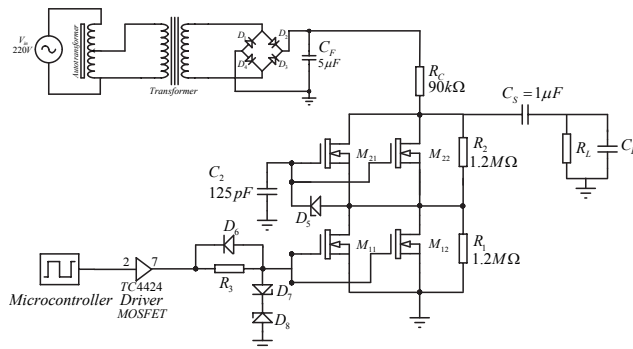 V_in
220V
Autotransformer
Transformer
D_1
D_2
D_4
D_3
C_F
5μF
R_C
90kΩ
C_S = 1μF
R_L
M_21
M_22
R_2
1.2MΩ
C_2
125pF
D_5
D_6
M_11
M_12
R_1
1.2MΩ
2
7
TC4424
R_3
D_7
D_8
Microcontroller
Driver
MOSFET